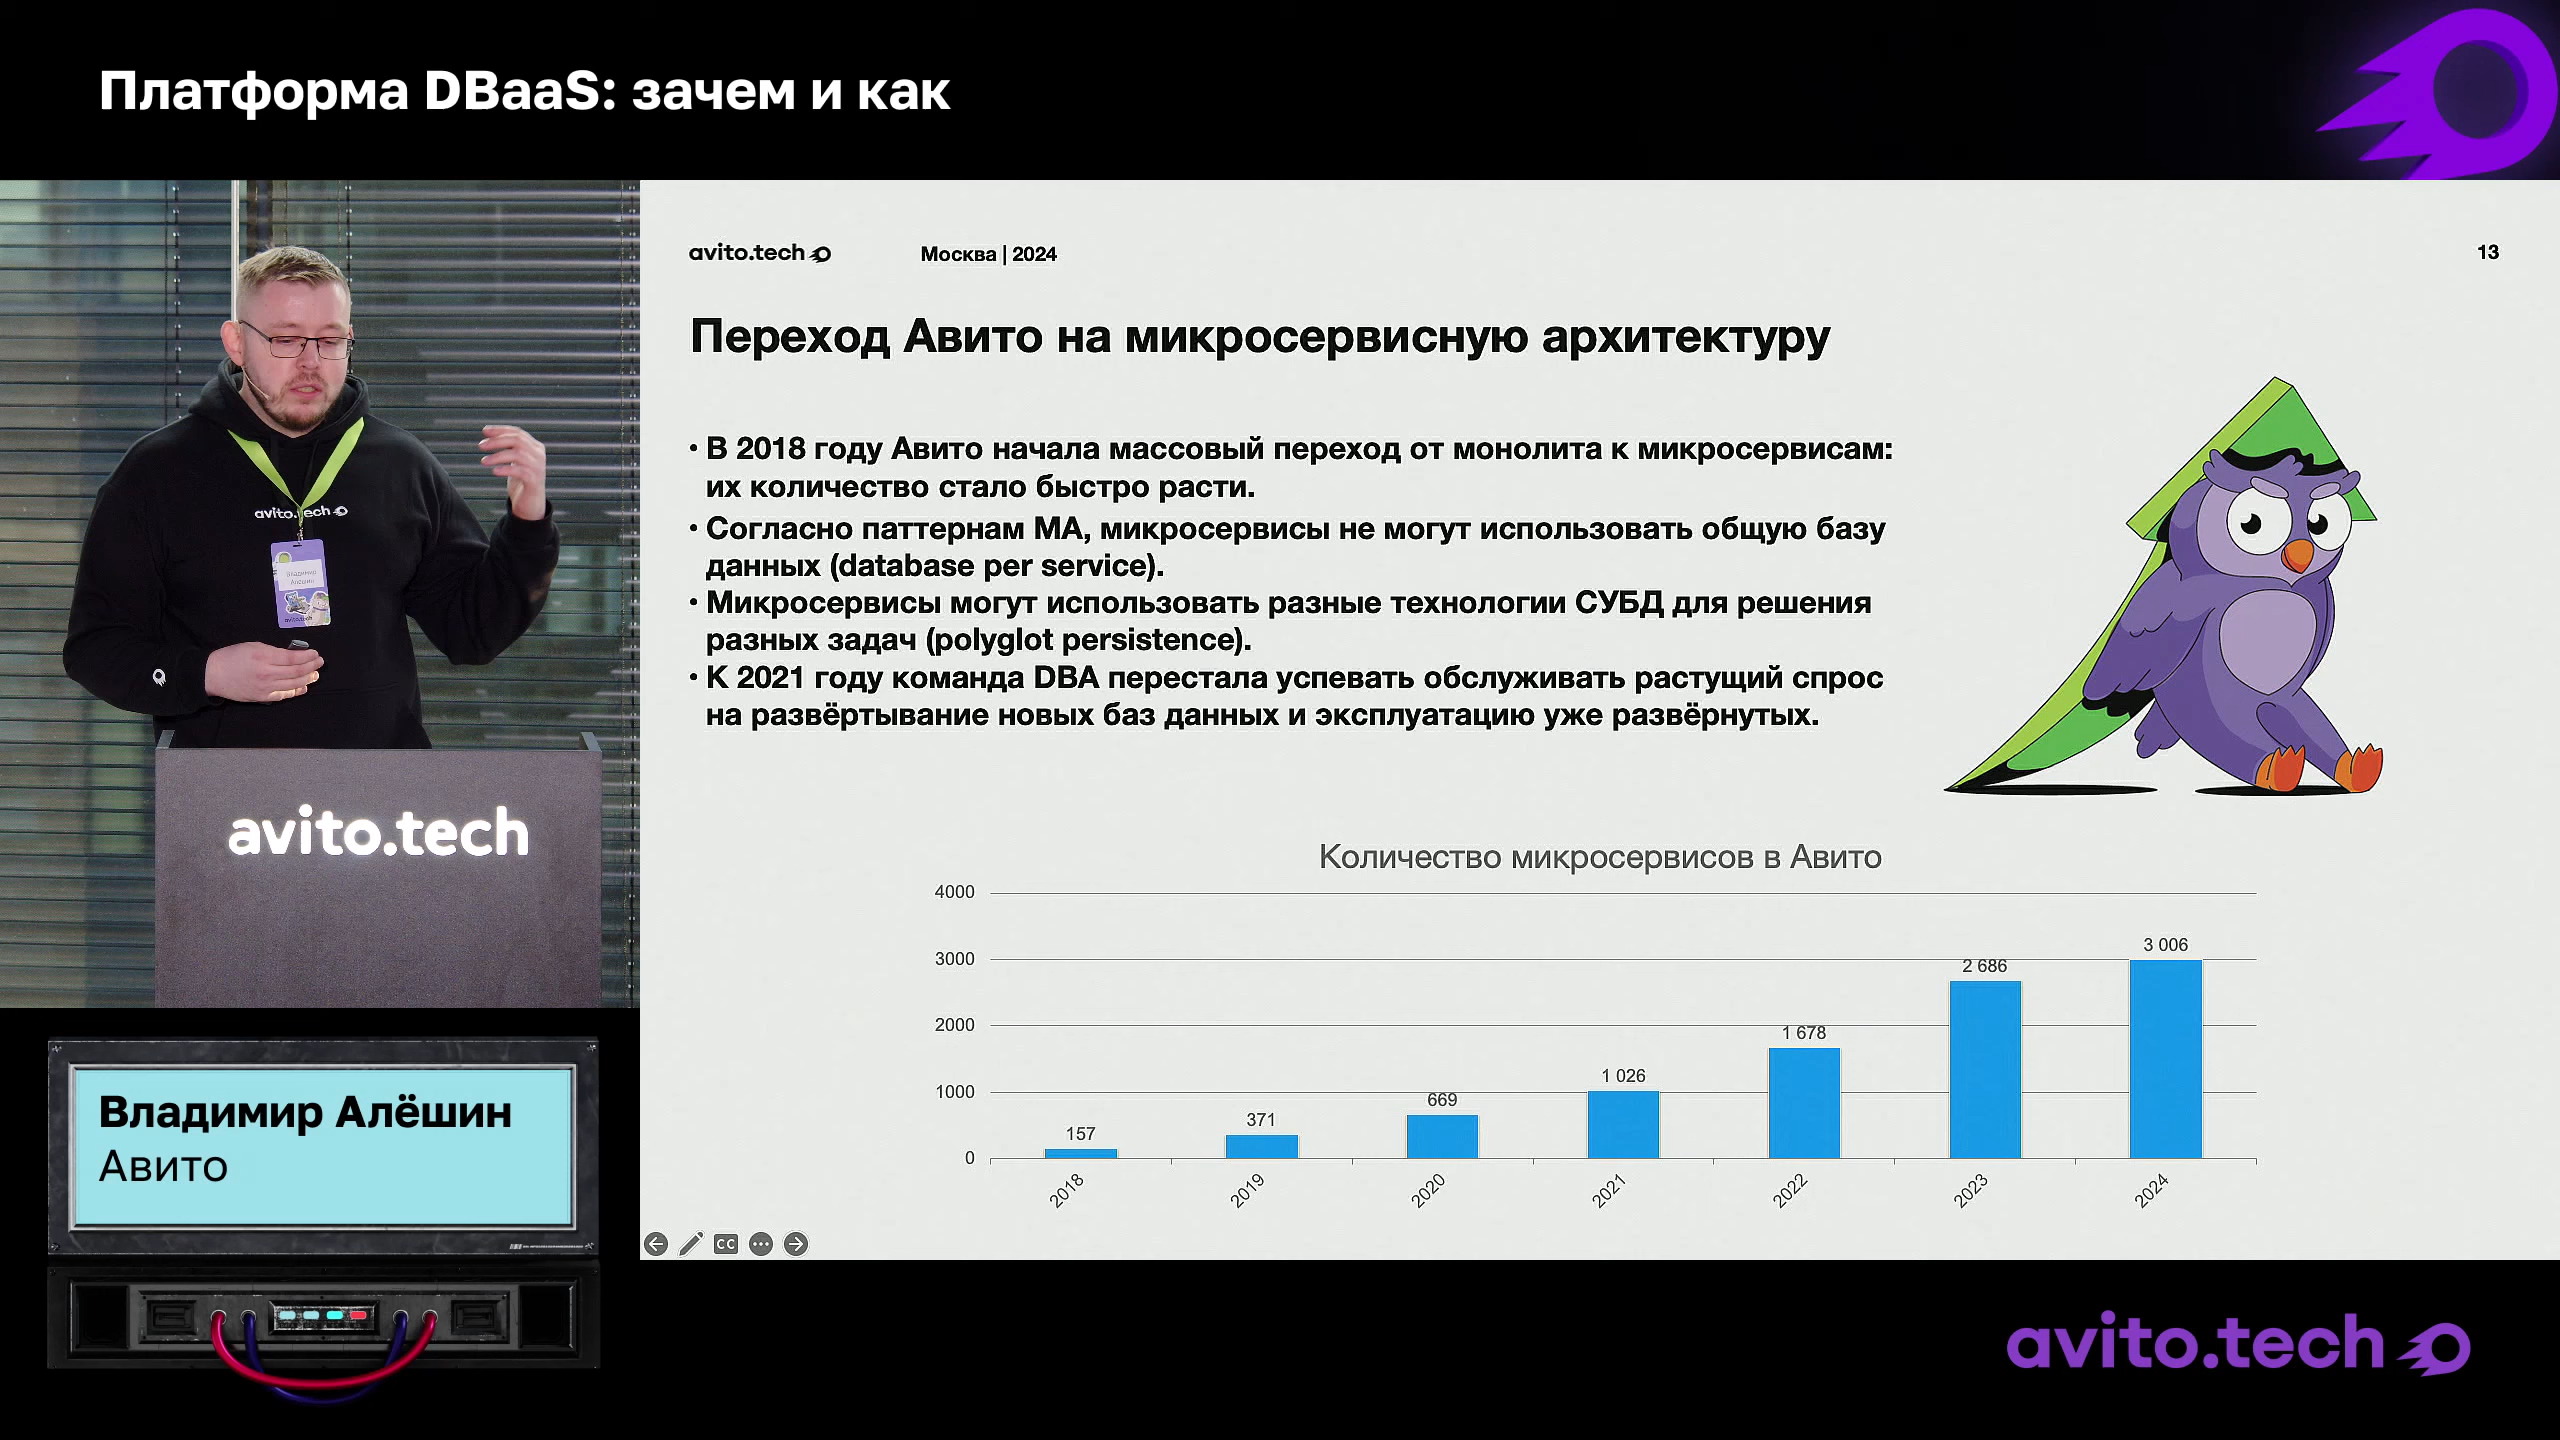 Платформа DBaaS: зачем и как
avito.tech
Владимир
Алёшин
avito.tech
avito.tech
Владимир Алёшин
Авито
avito.tech
Москва | 2024
13
Переход Авито на микросервисную архитектуру
• В 2018 году Авито начала массовый переход от монолита к микросервисам:
их количество стало быстро расти.
• Согласно паттернам МА, микросервисы не могут использовать общую базу
данных (database per service).
• Микросервисы могут использовать разные технологии СУБД для решения
разных задач (polyglot persistence).
• К 2021 году команда DBA перестала успевать обслуживать растущий спрос
на развёртывание новых баз данных и эксплуатацию уже развёрнутых.
Количество микросервисов в Авито
4000
3000
2000
1000
0
157
371
669
1 026
1 678
2 686
3 006
2018
2019
2020
2021
2022
2023
2024
CC
avito.tech